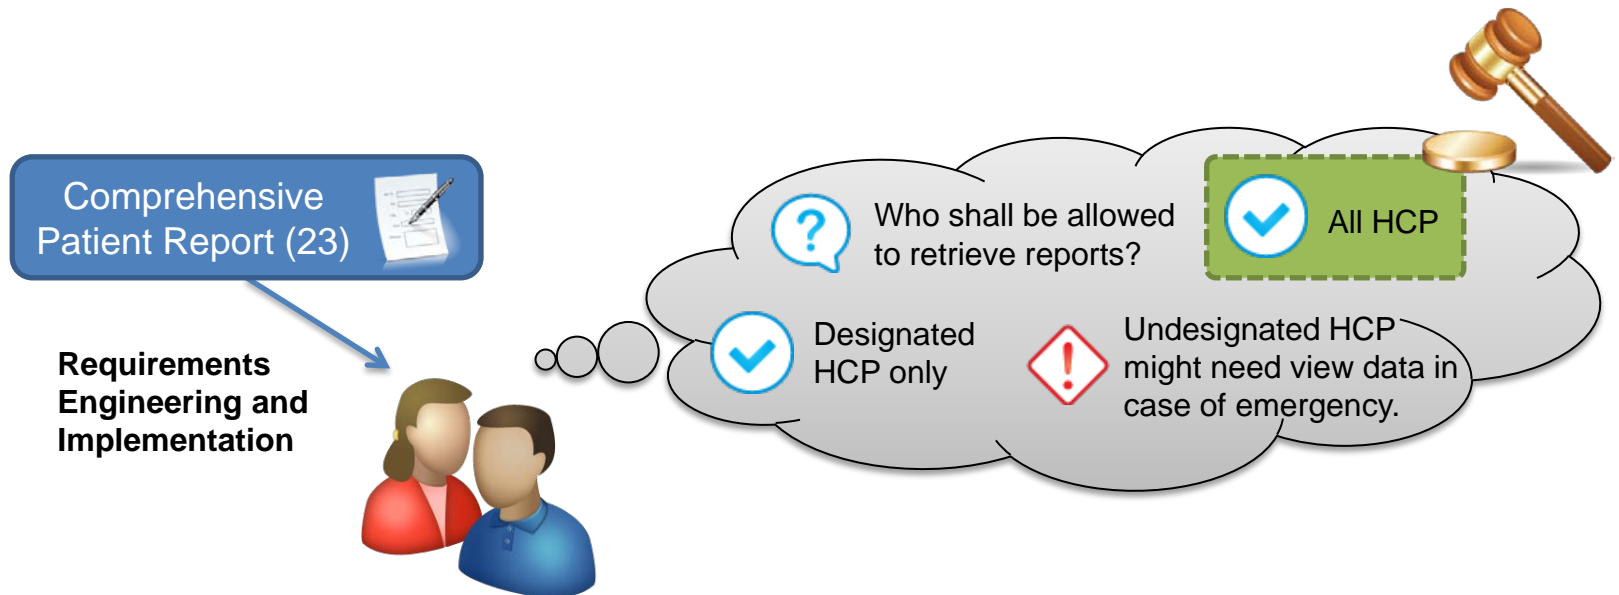 Comprehensive
Patient Report (23)
Requirements
Engineering and
Implementation
?
Who shall be allowed
to retrieve reports?
All HCP
Designated
HCP only
!
Undesignated HCP
might need view data in
case of emergency.